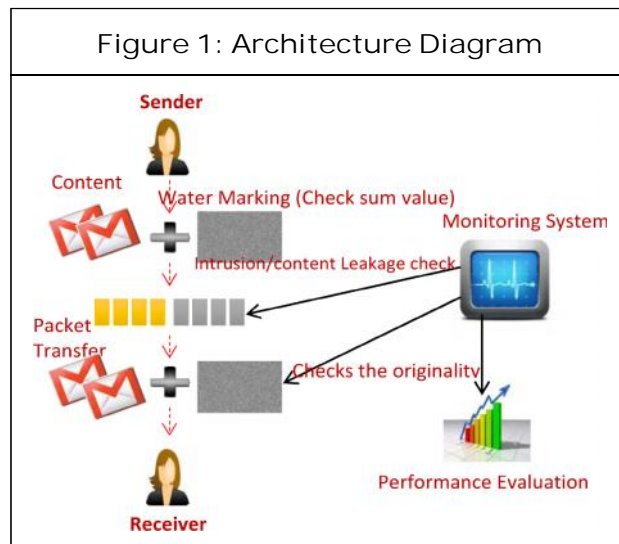 Figure 1: Architecture Diagram
Sender
Content
Water Marking (Check sum value)
Monitoring System
Intrusion/content Leakage check
Packet
Transfer
Checks the originality
Performance Evaluation
Receiver